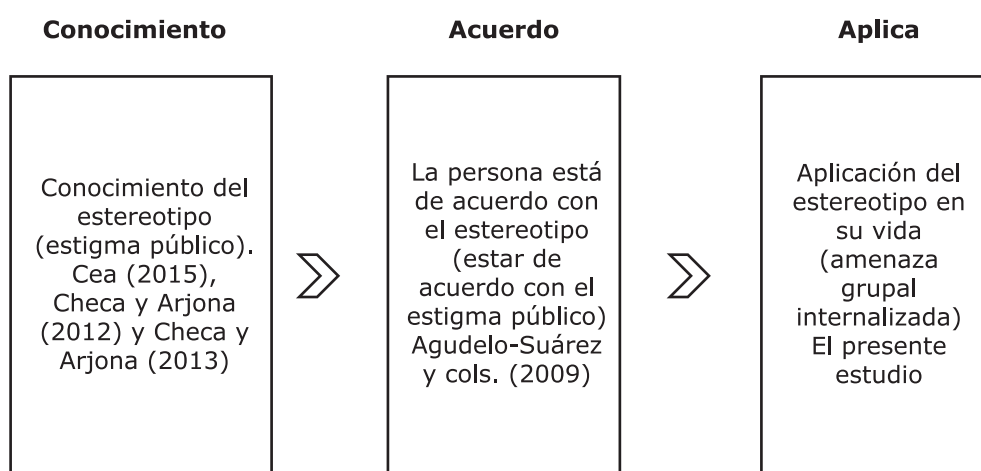 Conocimiento
Acuerdo
Aplica
Conocimiento del
estereotipo
(estigma público).
Cea (2015),
Checa y Arjona
(2012) y Checa y
Arjona (2013)
La persona está
de acuerdo con
el estereotipo
(estar de
acuerdo con el
estigma público)
Agudelo-Suárez
y cols. (2009)
Aplicación del
estereotipo en
su vida
(amenaza
grupal
internalizada)
El presente
estudio